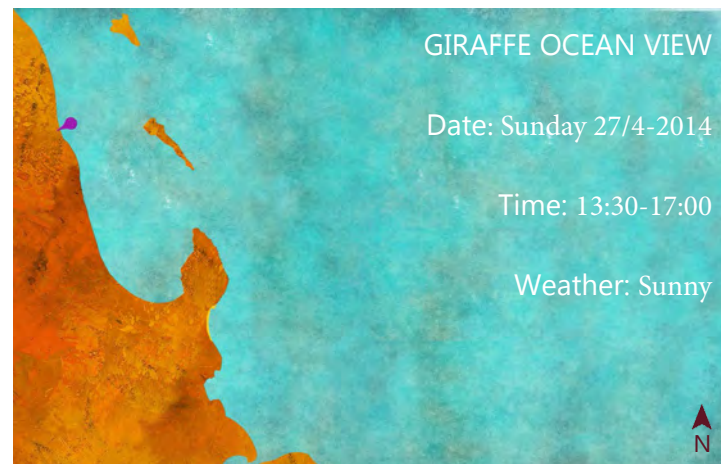 GIRAFFE OCEAN VIEW
Date: Sunday 27/4-2014
Time: 13:30-17:00
Weather: Sunny
N